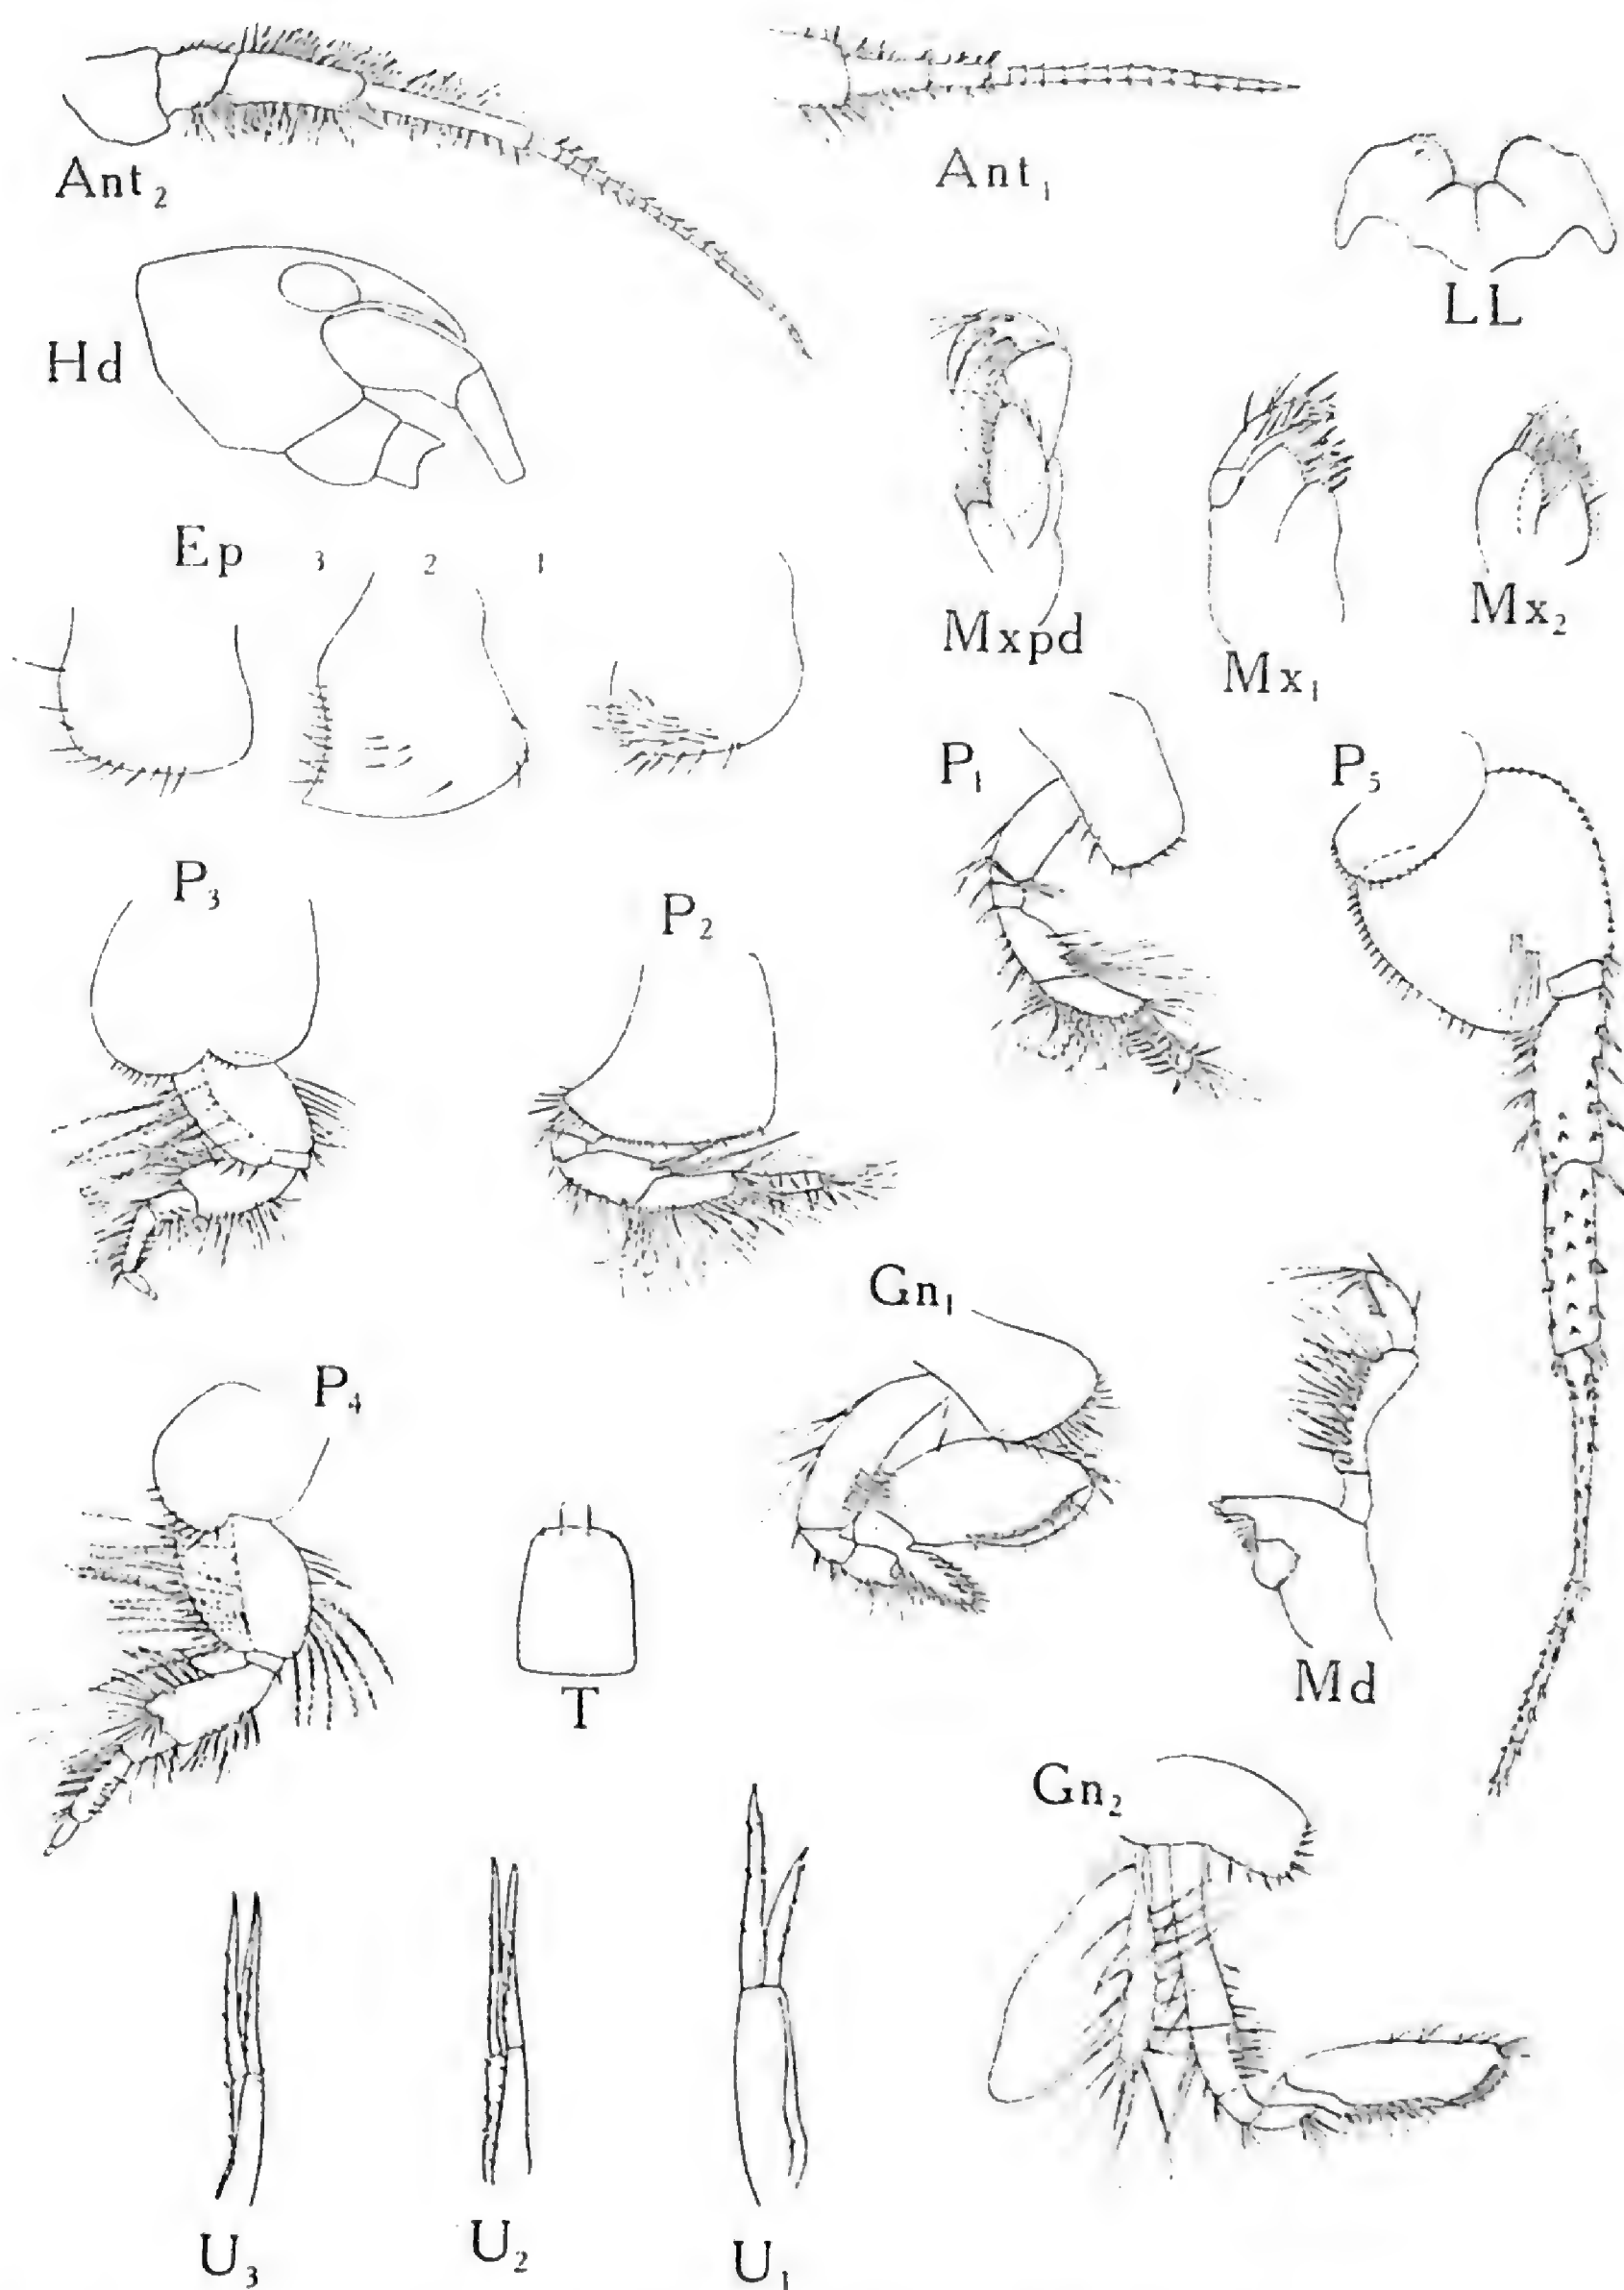 Ant₂
Ant₁
LL
Hd
Ep 3 2 1
Mxpd
Mx₁
Mx₂
P₁
P₅
P₃
P₂
Gn₁
P₄
T
Md
Gn₂
U₃
U₂
U₁